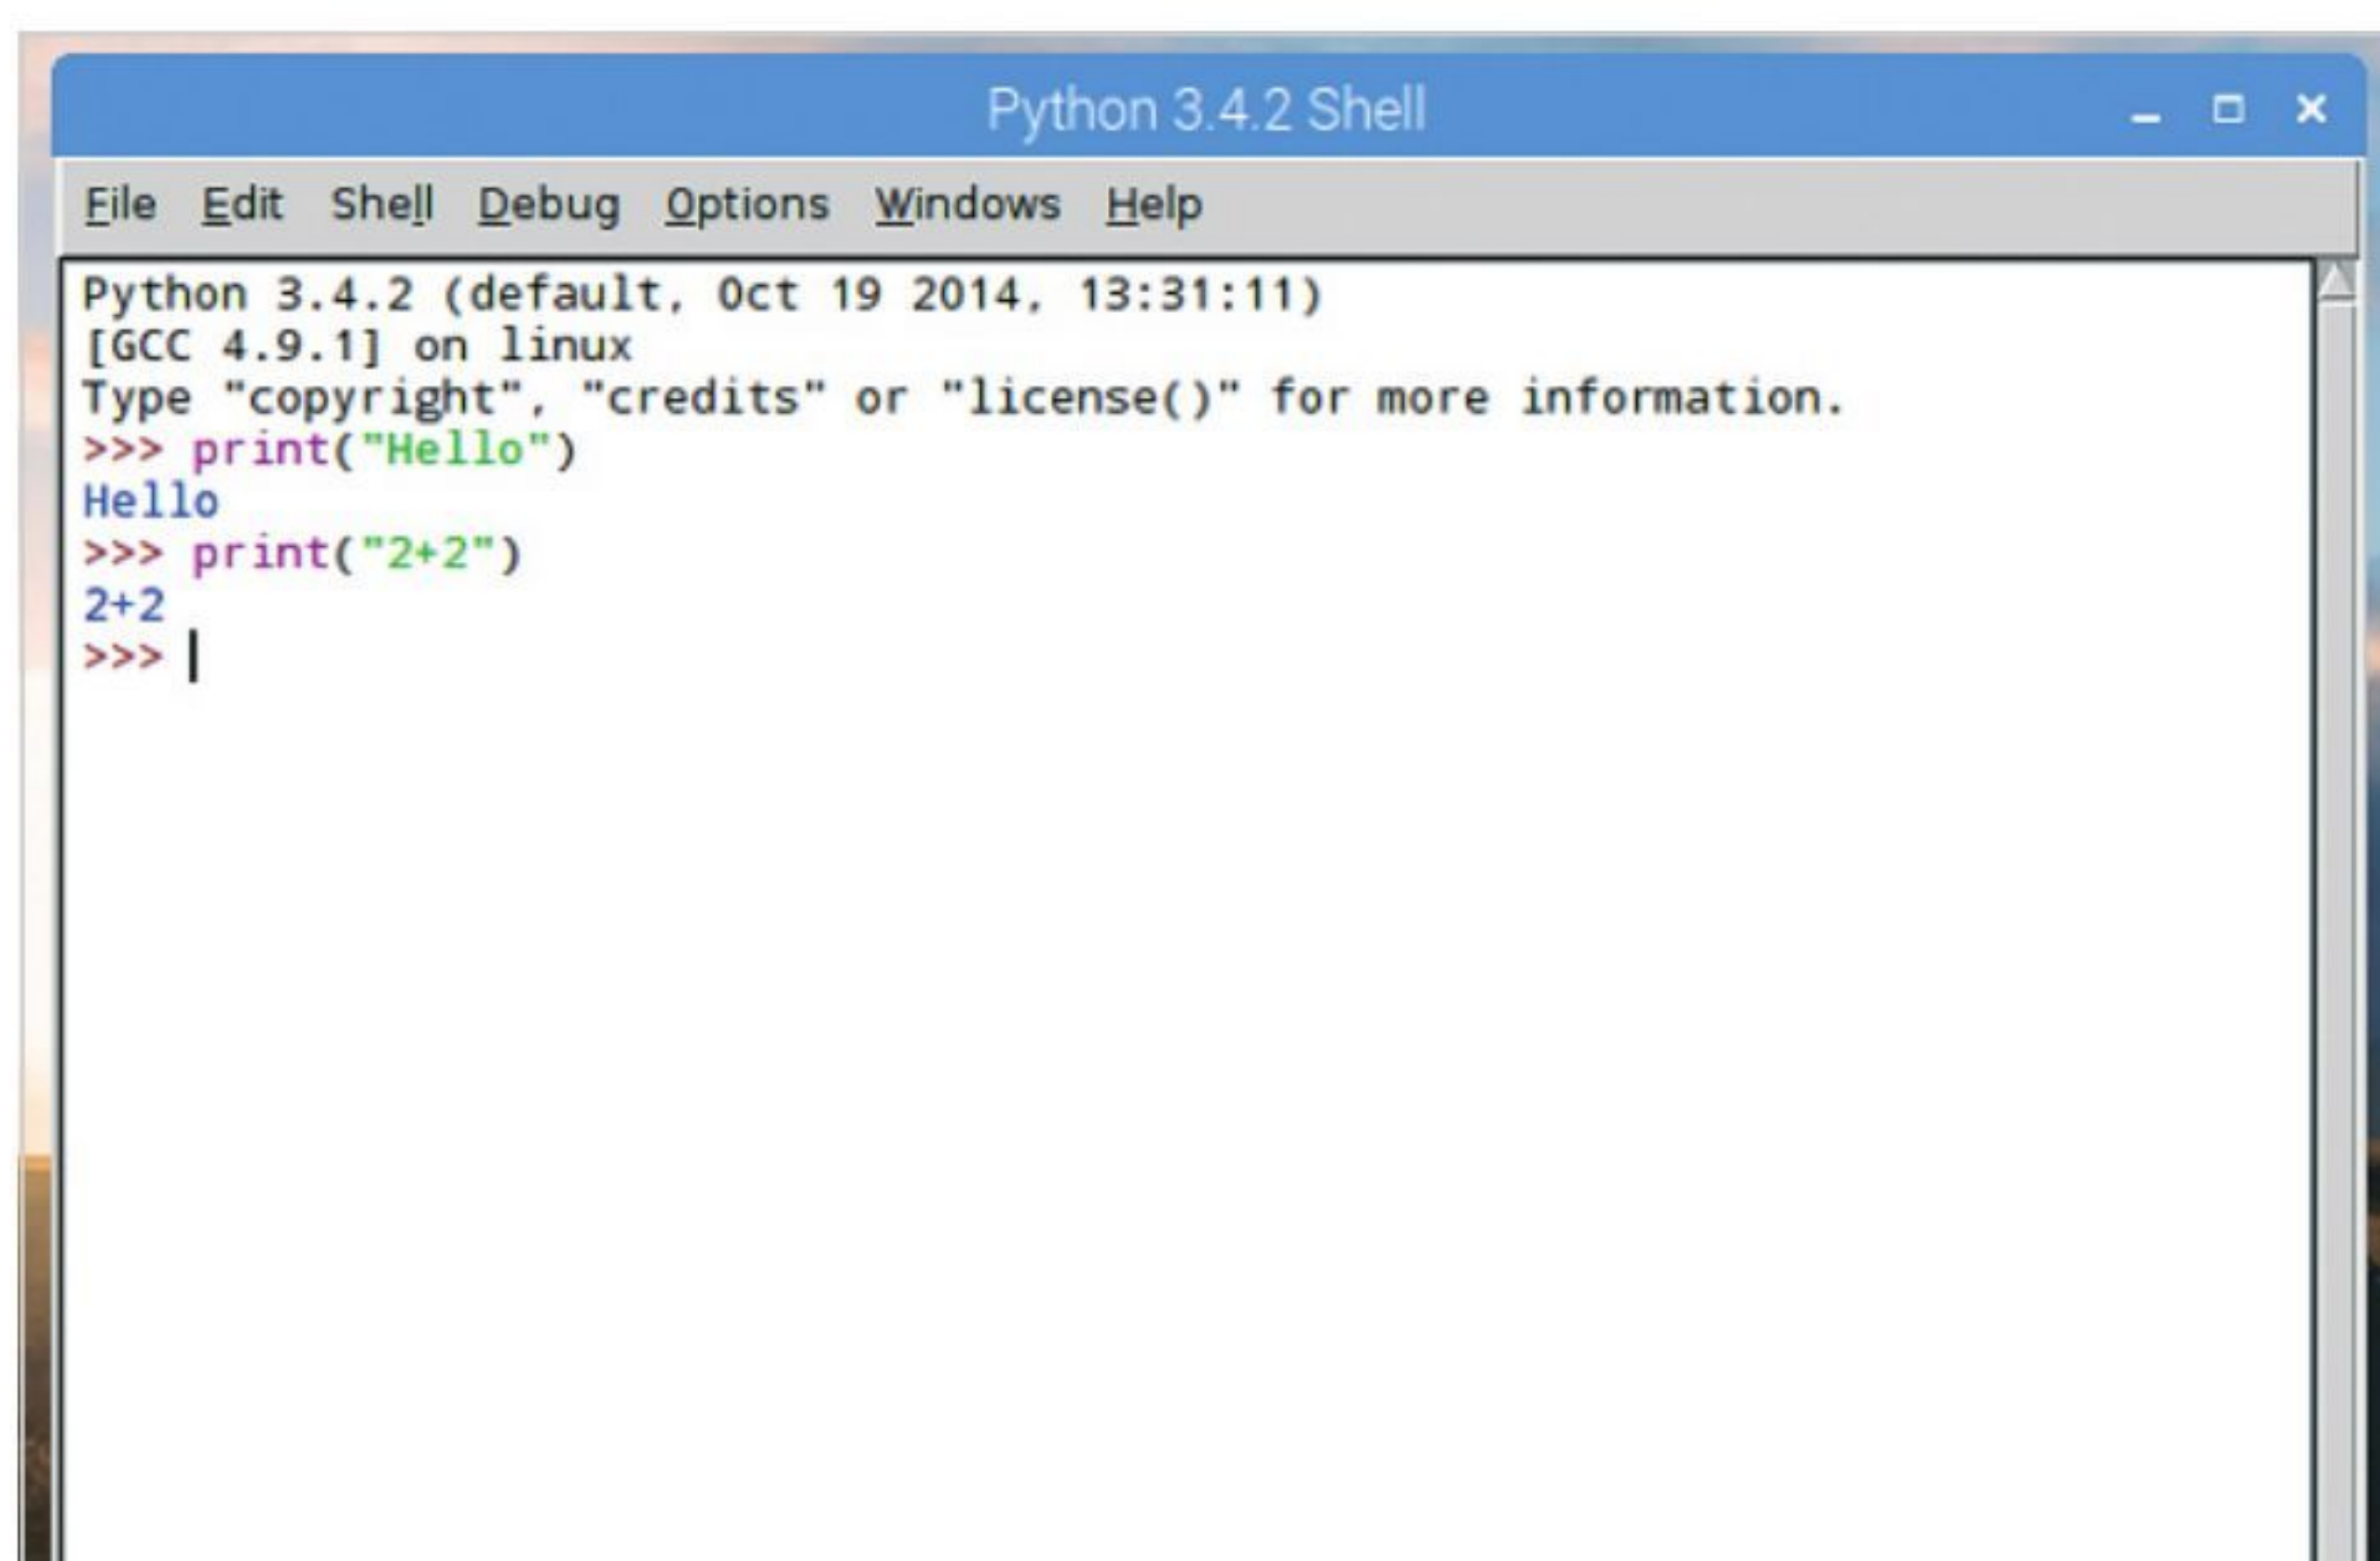 Python 3.4.2 Shell
File Edit Shell Debug Options Windows Help
Python 3.4.2 (default, Oct 19 2014, 13:31:11)
[GCC 4.9.1] on linux
Type "copyright", "credits" or "license()" for more information.
>>> print("Hello")
Hello
>>> print("2+2")
2+2
>>>